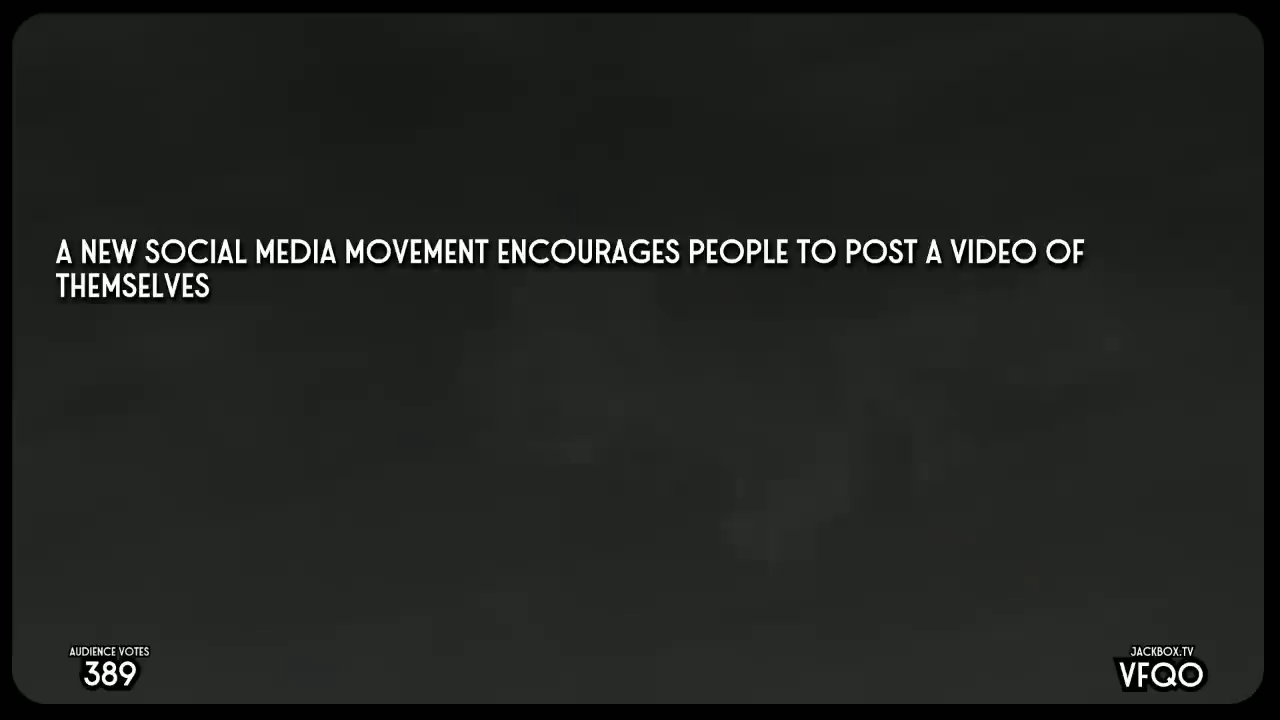 A NEW SOCIAL MEDIA MOVEMENT ENCOURAGES PEOPLE TO POST A VIDEO OF
THEMSELVES
AUDIENCE VOTES
389
JACKBOX.TV
VFQO